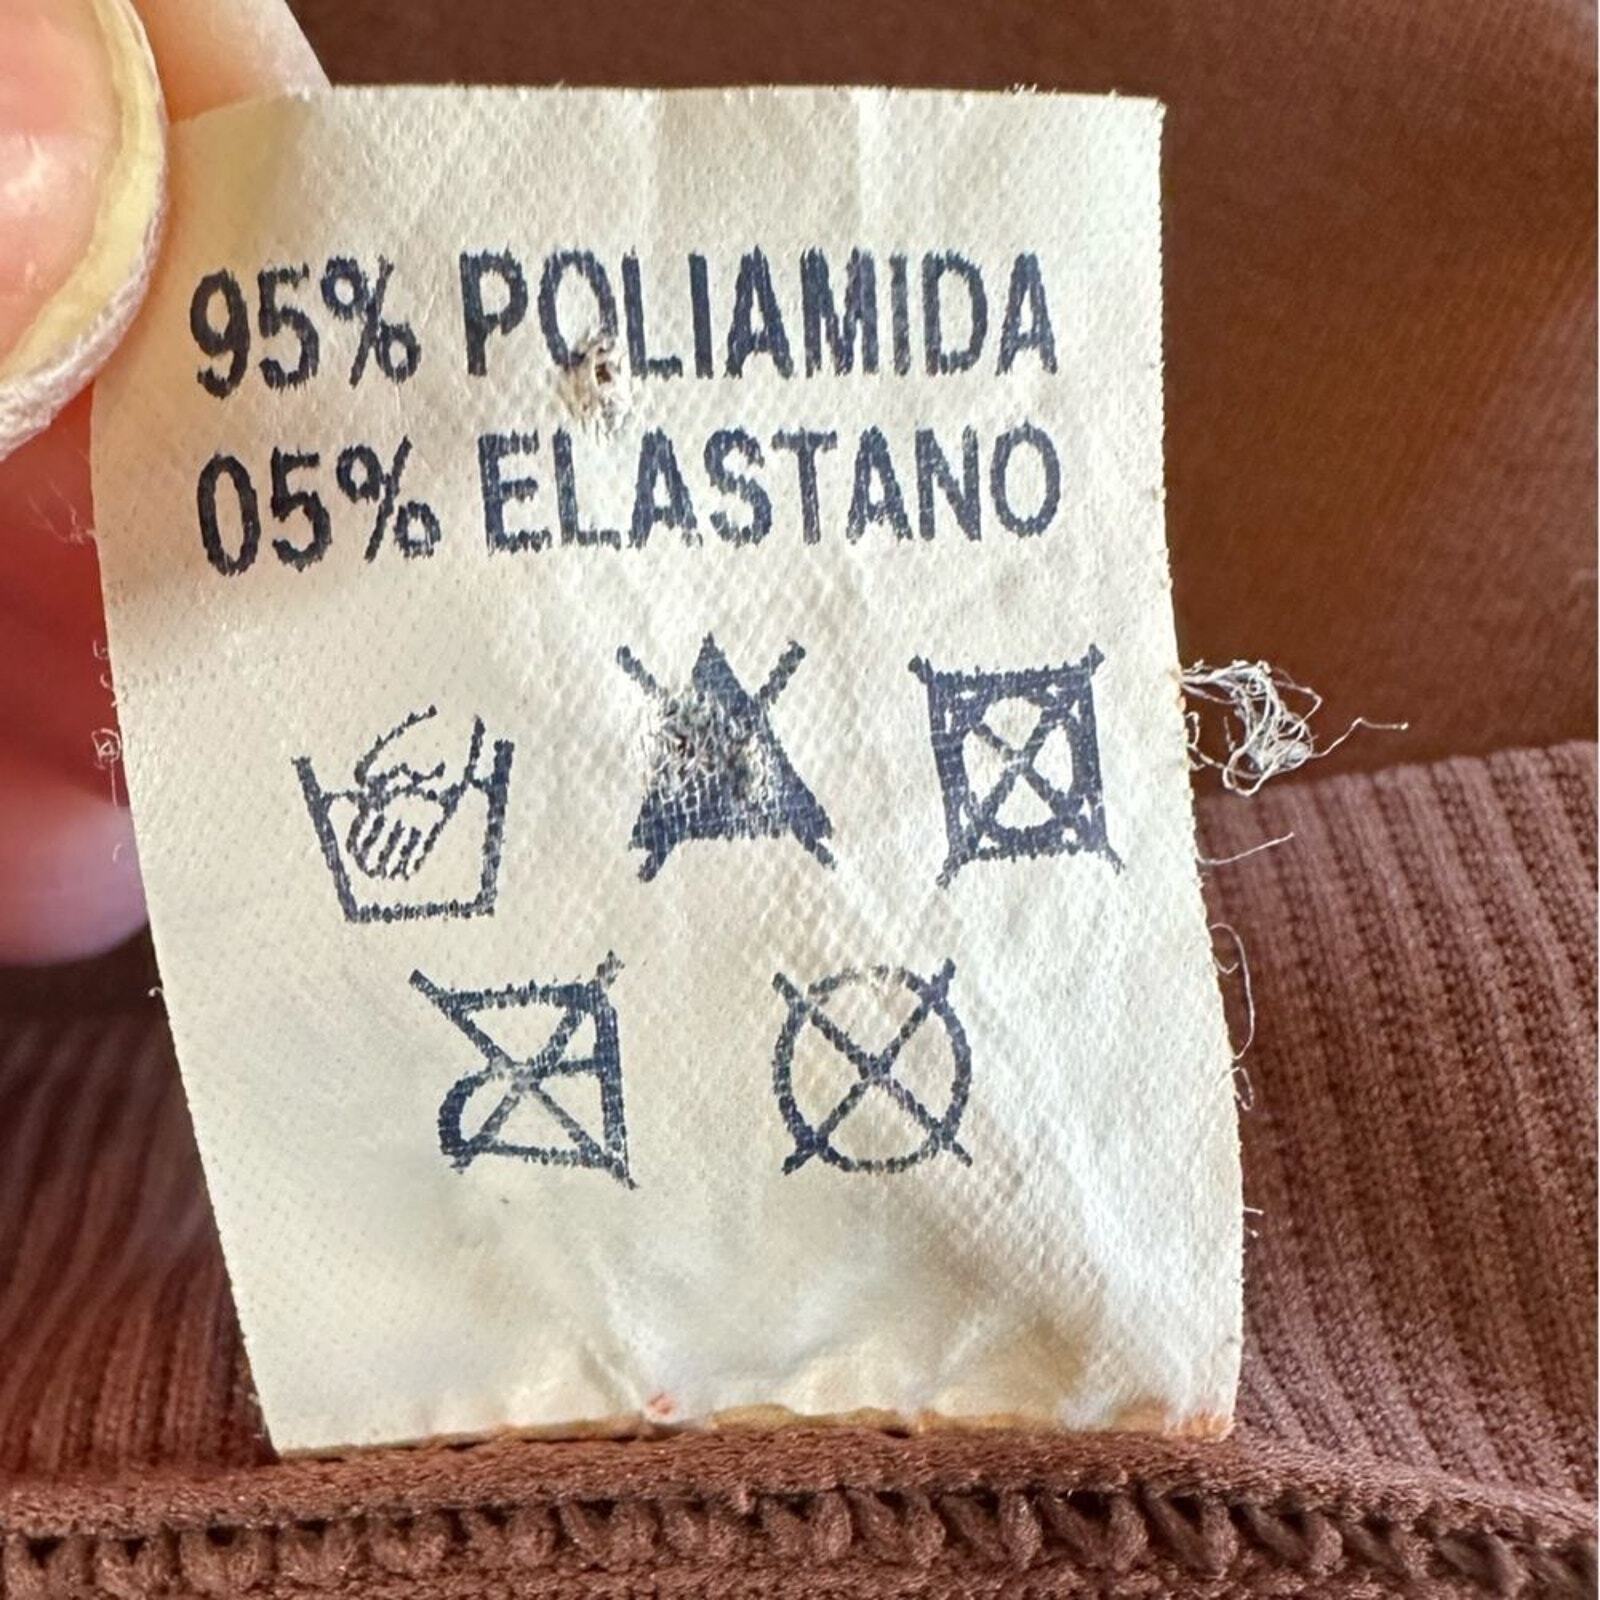 95% POLIAMIDA
05% ELASTANO